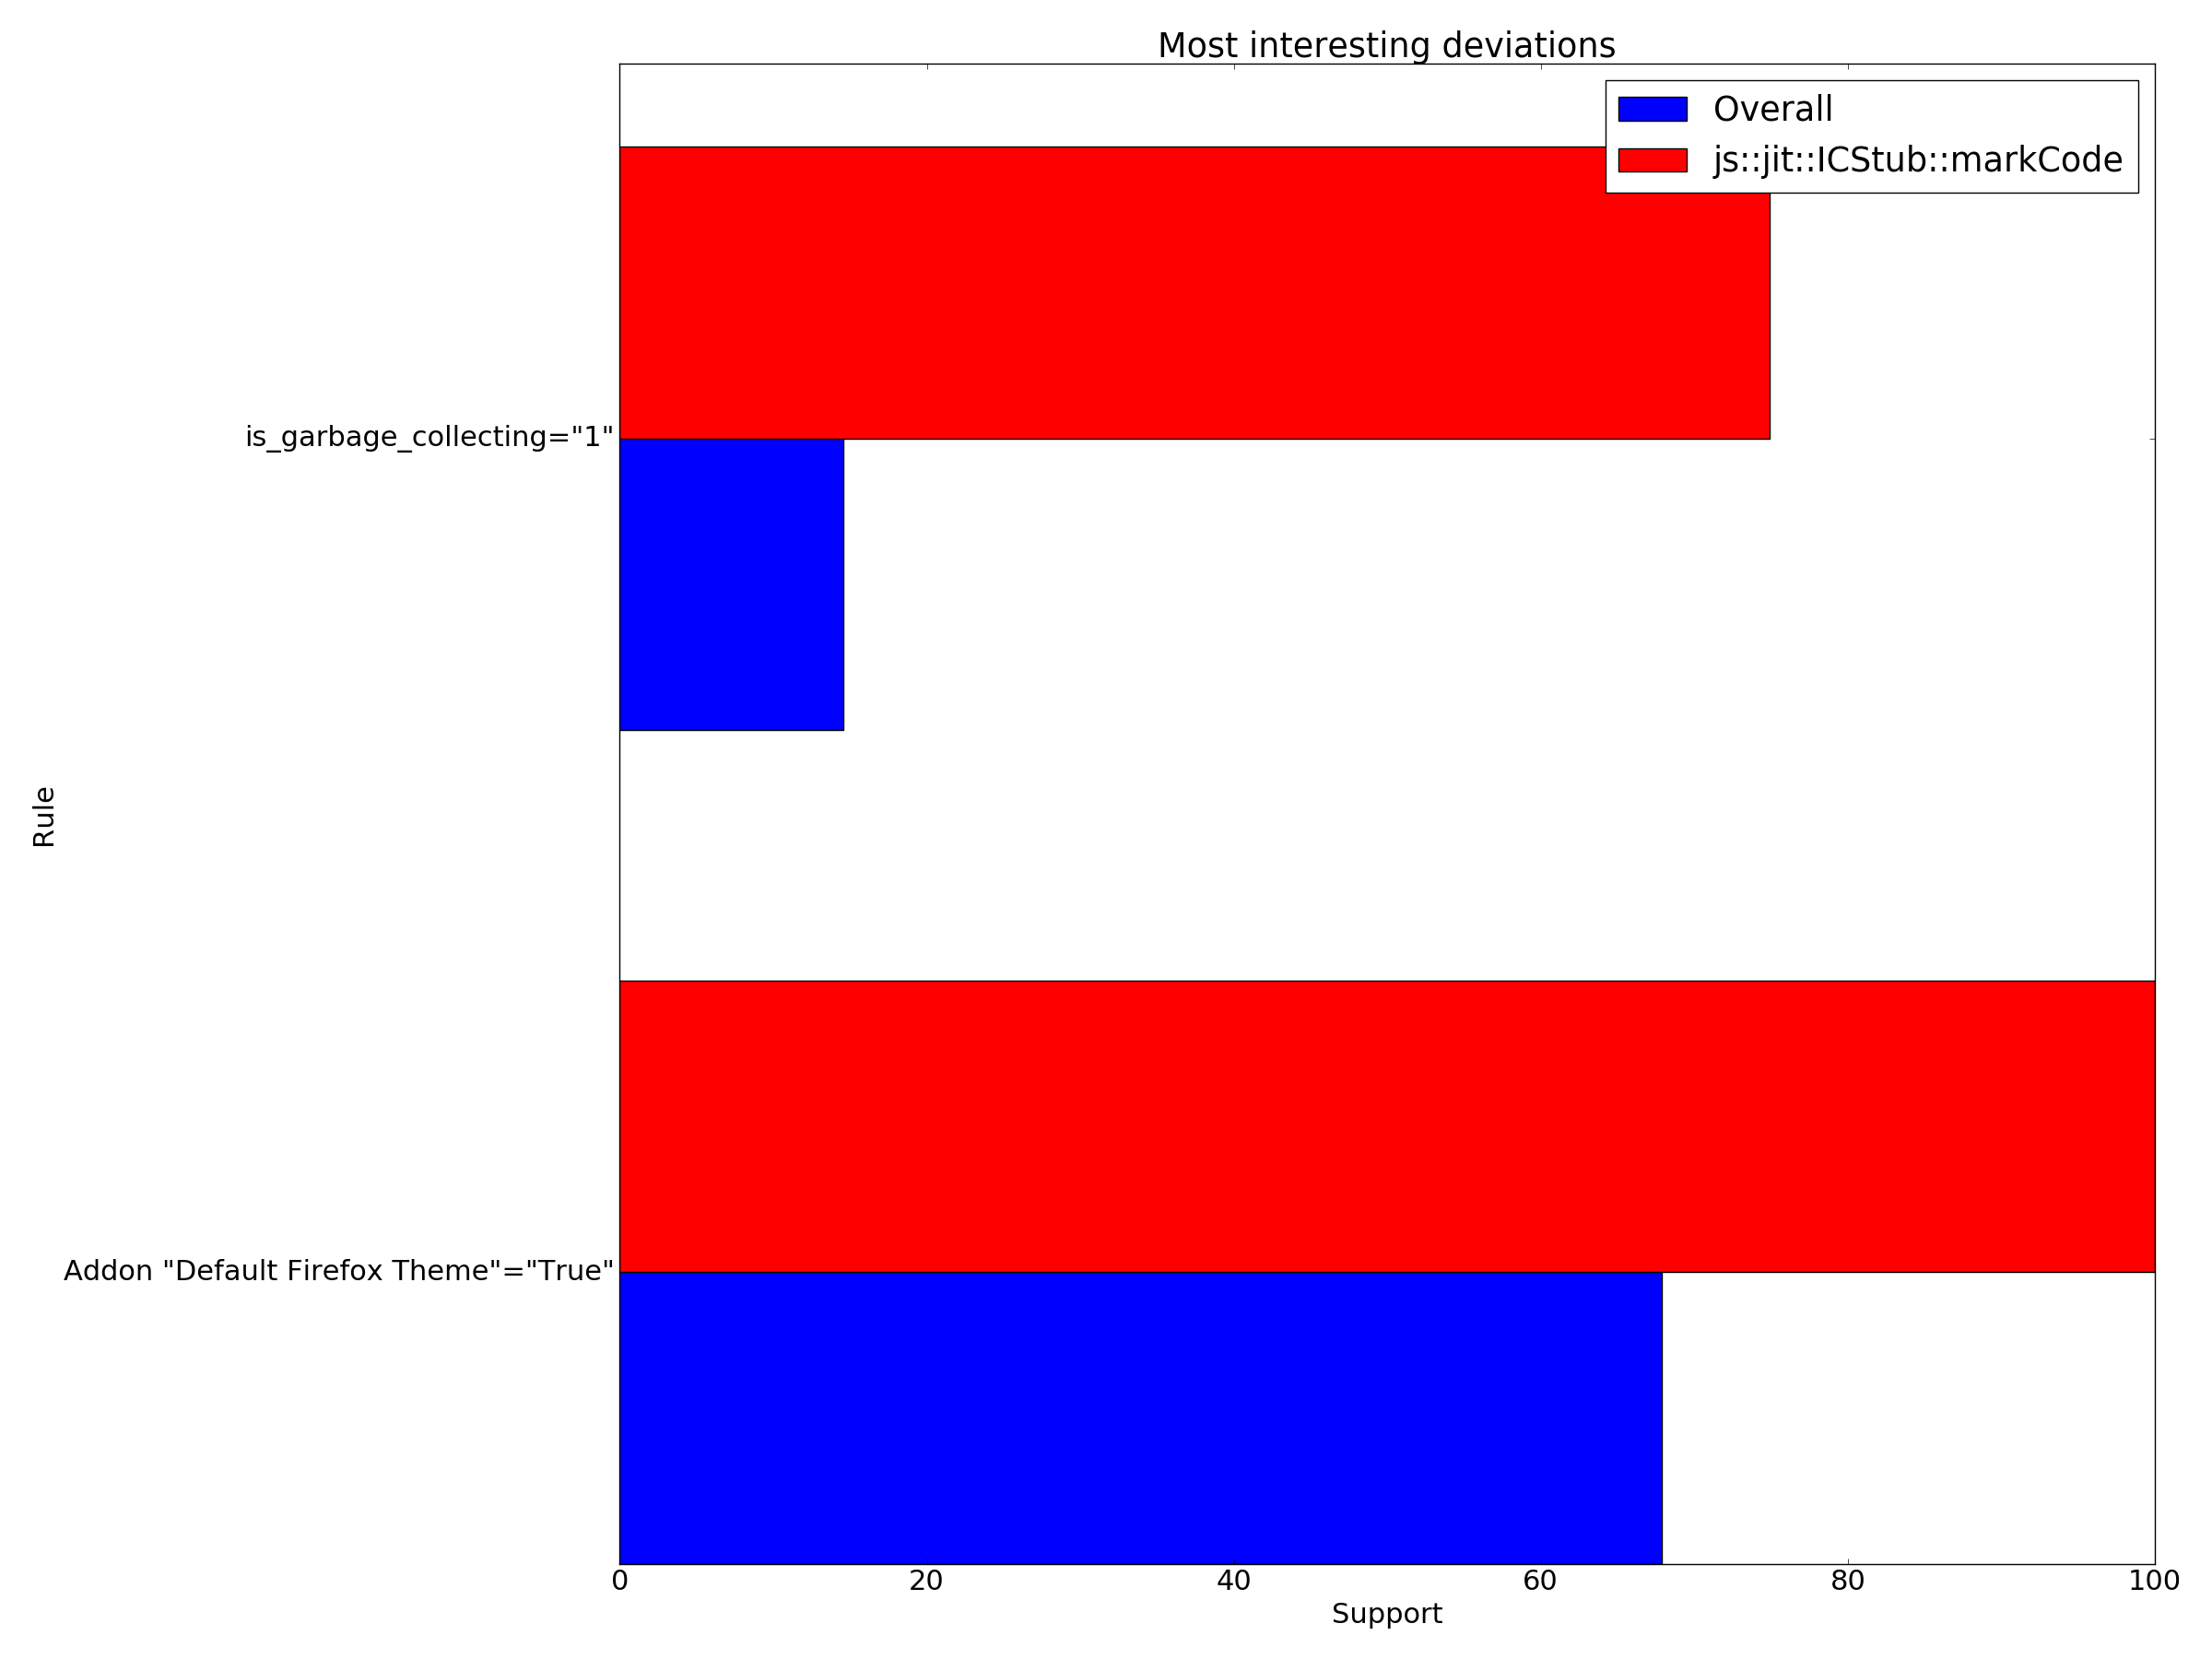 Most interesting deviations
Overall
js::jit::ICStub::markCode
is_garbage_collecting="1"
Rule
Addon "Default Firefox Theme"="True"
0 20 40 60 80 100
Support